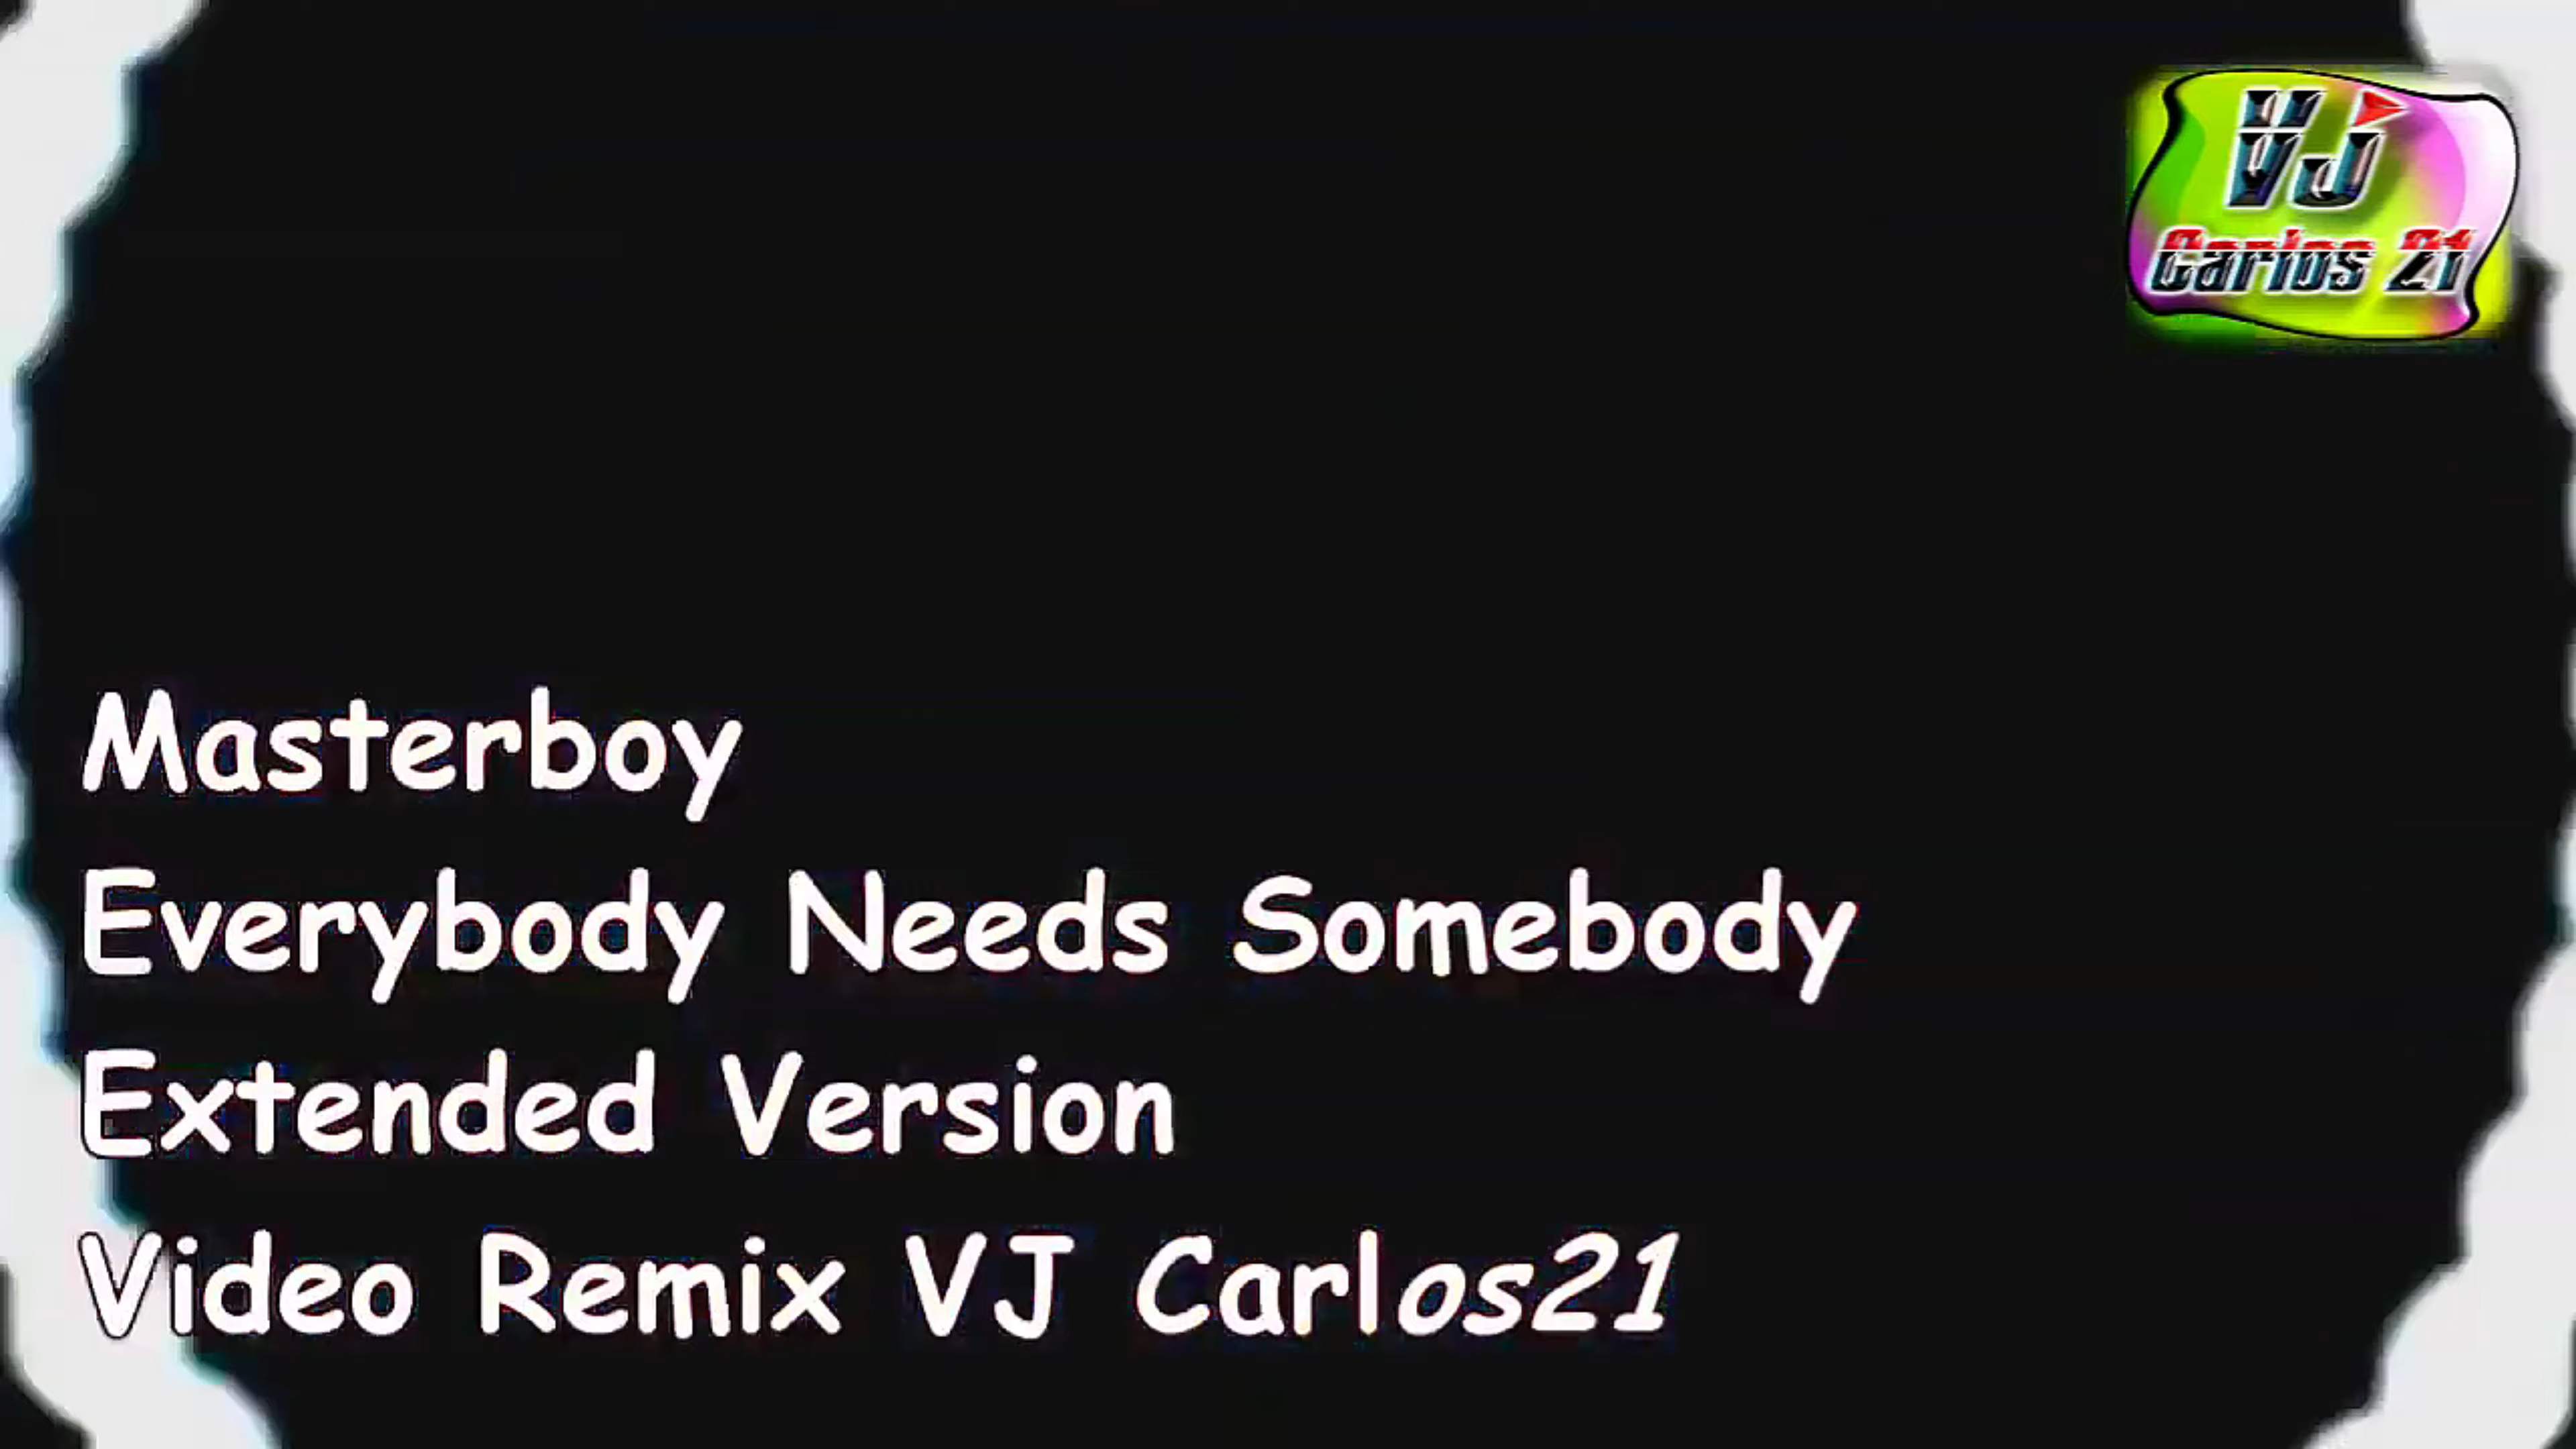 VJ
Carlos 21
Masterboy
Everybody Needs Somebody
Extended Version
Video Remix VJ Carlos21